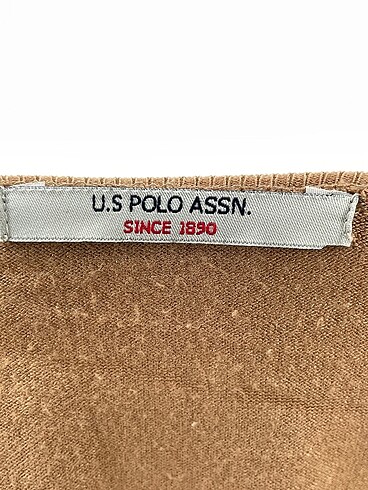 U.S POLO ASSN.
SINCE 1890